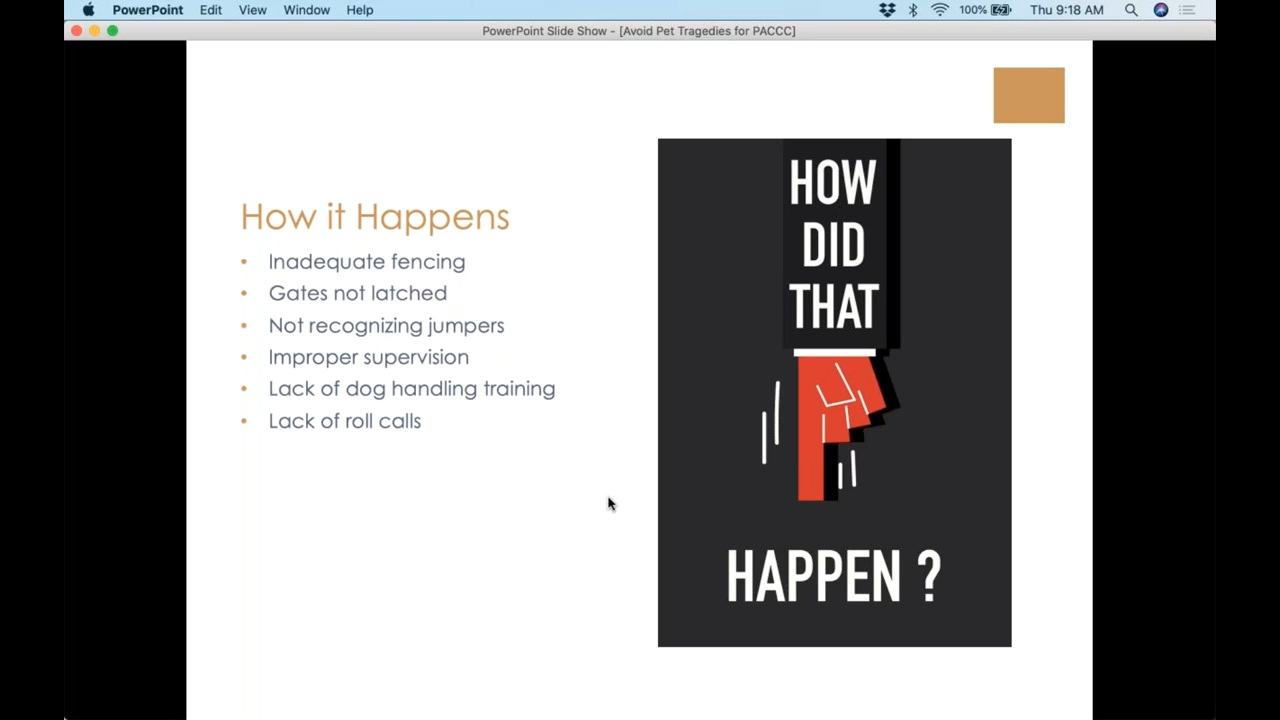 PowerPoint Edit View Window Help 100% Thu 9:18 AM
PowerPoint Slide Show - [Avoid Pet Tragedies for PACCC]
How it Happens
• Inadequate fencing
• Gates not latched
• Not recognizing jumpers
• Improper supervision
• Lack of dog handling training
• Lack of roll calls
HOW
DID
THAT
HAPPEN ?